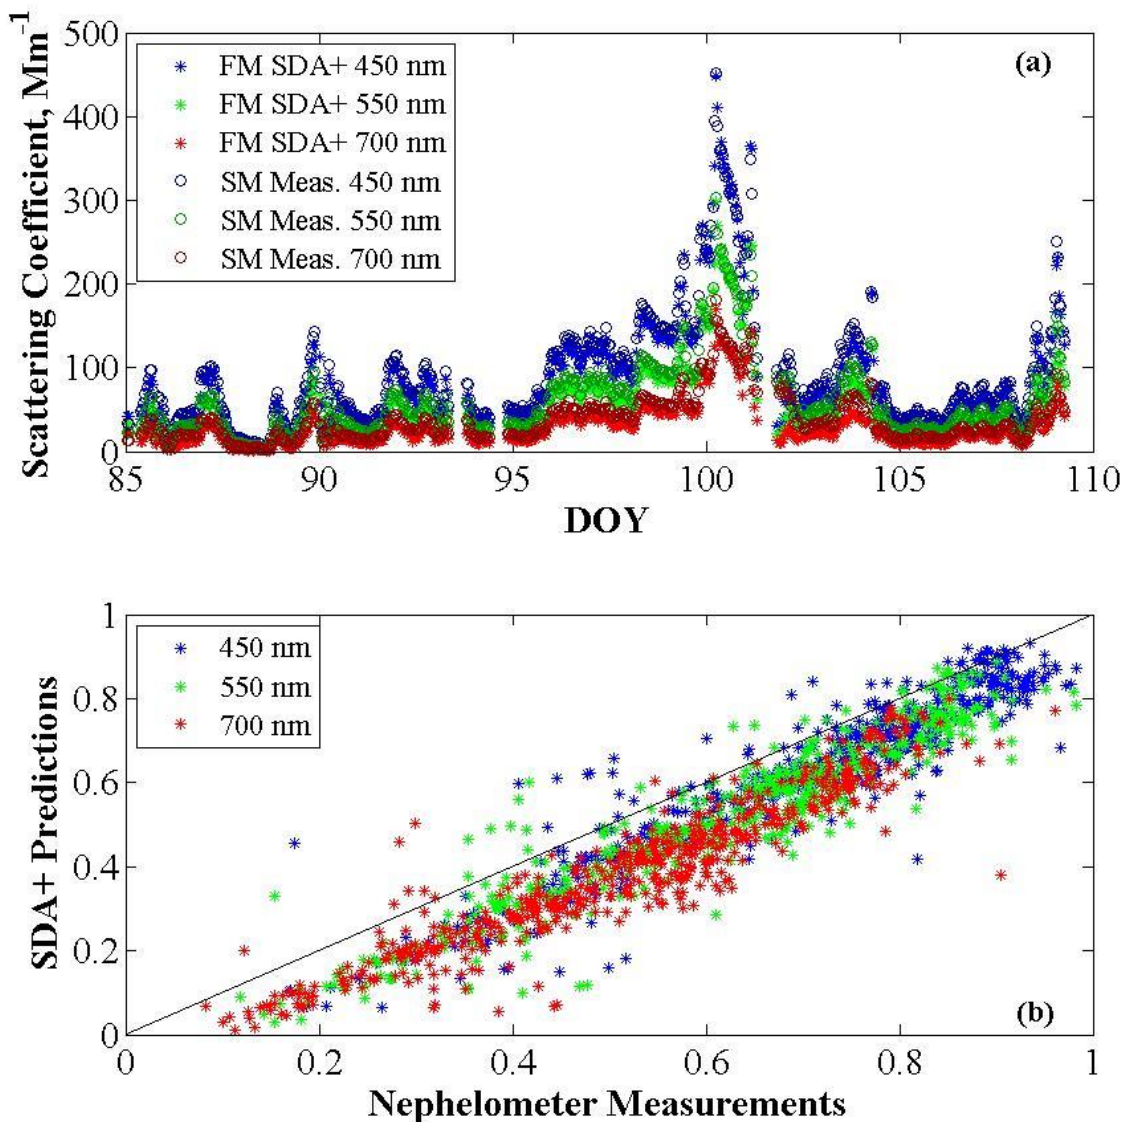 500
400
300
200
100
0
Scattering Coefficient, Mm⁻¹
FM SDA+ 450 nm
FM SDA+ 550 nm
FM SDA+ 700 nm
SM Meas. 450 nm
SM Meas. 550 nm
SM Meas. 700 nm
(a)
85 90 95 100 105 110
DOY
1
0.8
0.6
0.4
0.2
0
SDA+ Predictions
450 nm
550 nm
700 nm
(b)
0 0.2 0.4 0.6 0.8 1
Nephelometer Measurements